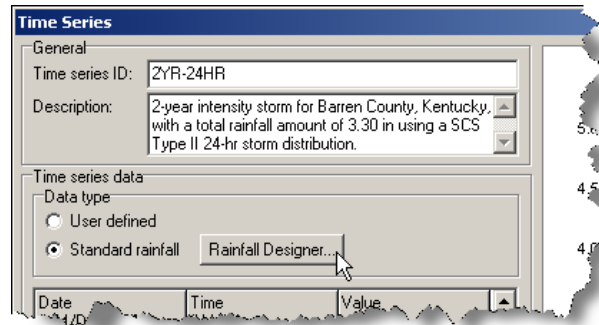 Time Series
General
Time series ID: 2YR-24HR
Description: 2-year intensity storm for Barren County, Kentucky,
with a total rainfall amount of 3.30 in using a SCS
Type II 24-hr storm distribution.
Time series data
Data type
User defined
Standard rainfall Rainfall Designer...
4.5
4.0
Date Time Value